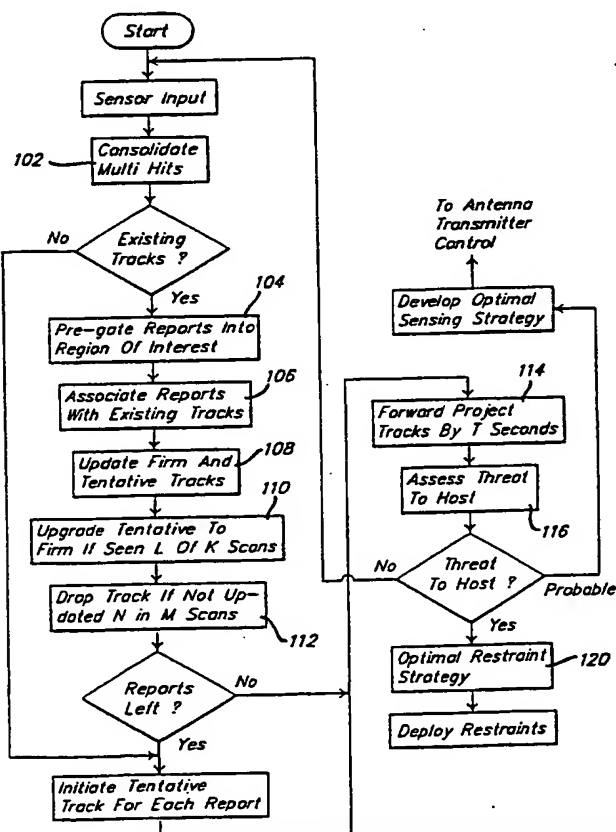 Start
Sensor Input
102
Consolidate
Multi Hits
No
Existing
Tracks ?
Yes
104
Pre-gate Reports Into
Region Of Interest
106
Associate Reports
With Existing Tracks
108
Update Firm And
Tentative Tracks
110
Upgrade Tentative To
Firm If Seen L Of K Scans
Drop Track If Not Up-
dated N in M Scans
112
Reports
Left ?
No
Yes
Initiate Tentative
Track For Each Report
To Antenna
Transmitter
Control
Develop Optimal
Sensing Strategy
114
Forward Project
Tracks By T Seconds
Assess Threat
To Host
116
No
Threat
To Host ?
Probable
Yes
120
Optimal Restraint
Strategy
Deploy Restraints